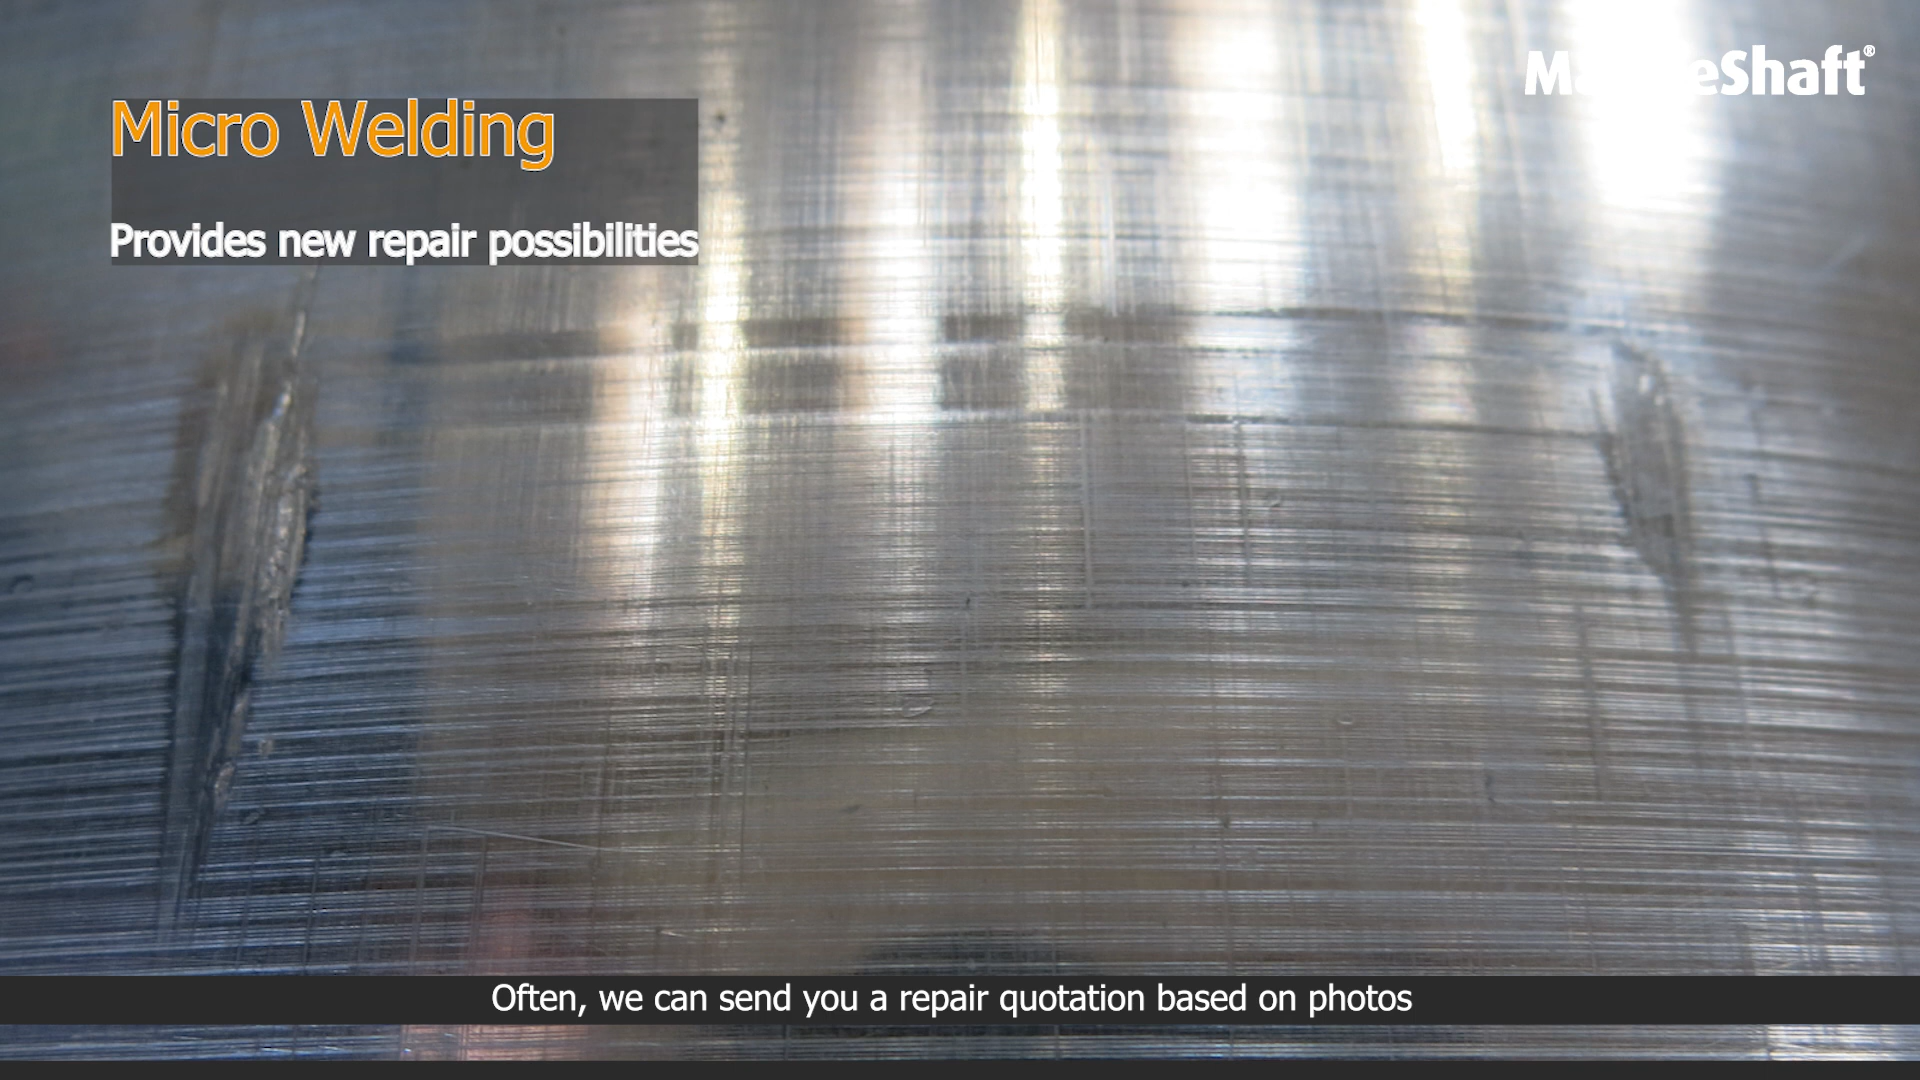 Micro Welding
Provides new repair possibilities
Often, we can send you a repair quotation based on photos